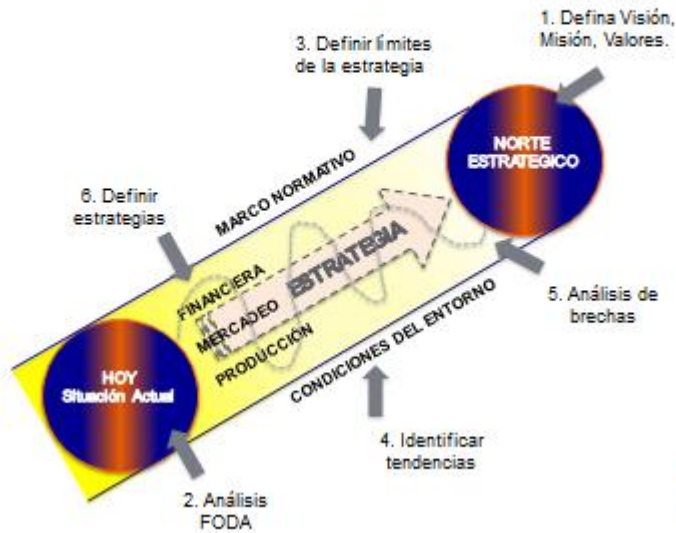 1. Defina Visión,
Misión, Valores.
3. Definir límites
de la estrategia
NORTE
ESTRATEGICO
MARCO NORMATIVO
6. Definir
estrategias
ESTRATEGIA
FINANCIERA
MERCADEO
PRODUCCIÓN
5. Análisis de
brechas
CONDICIONES DEL ENTORNO
HOY
Situación Actual
4. Identificar
tendencias
2. Análisis
FODA